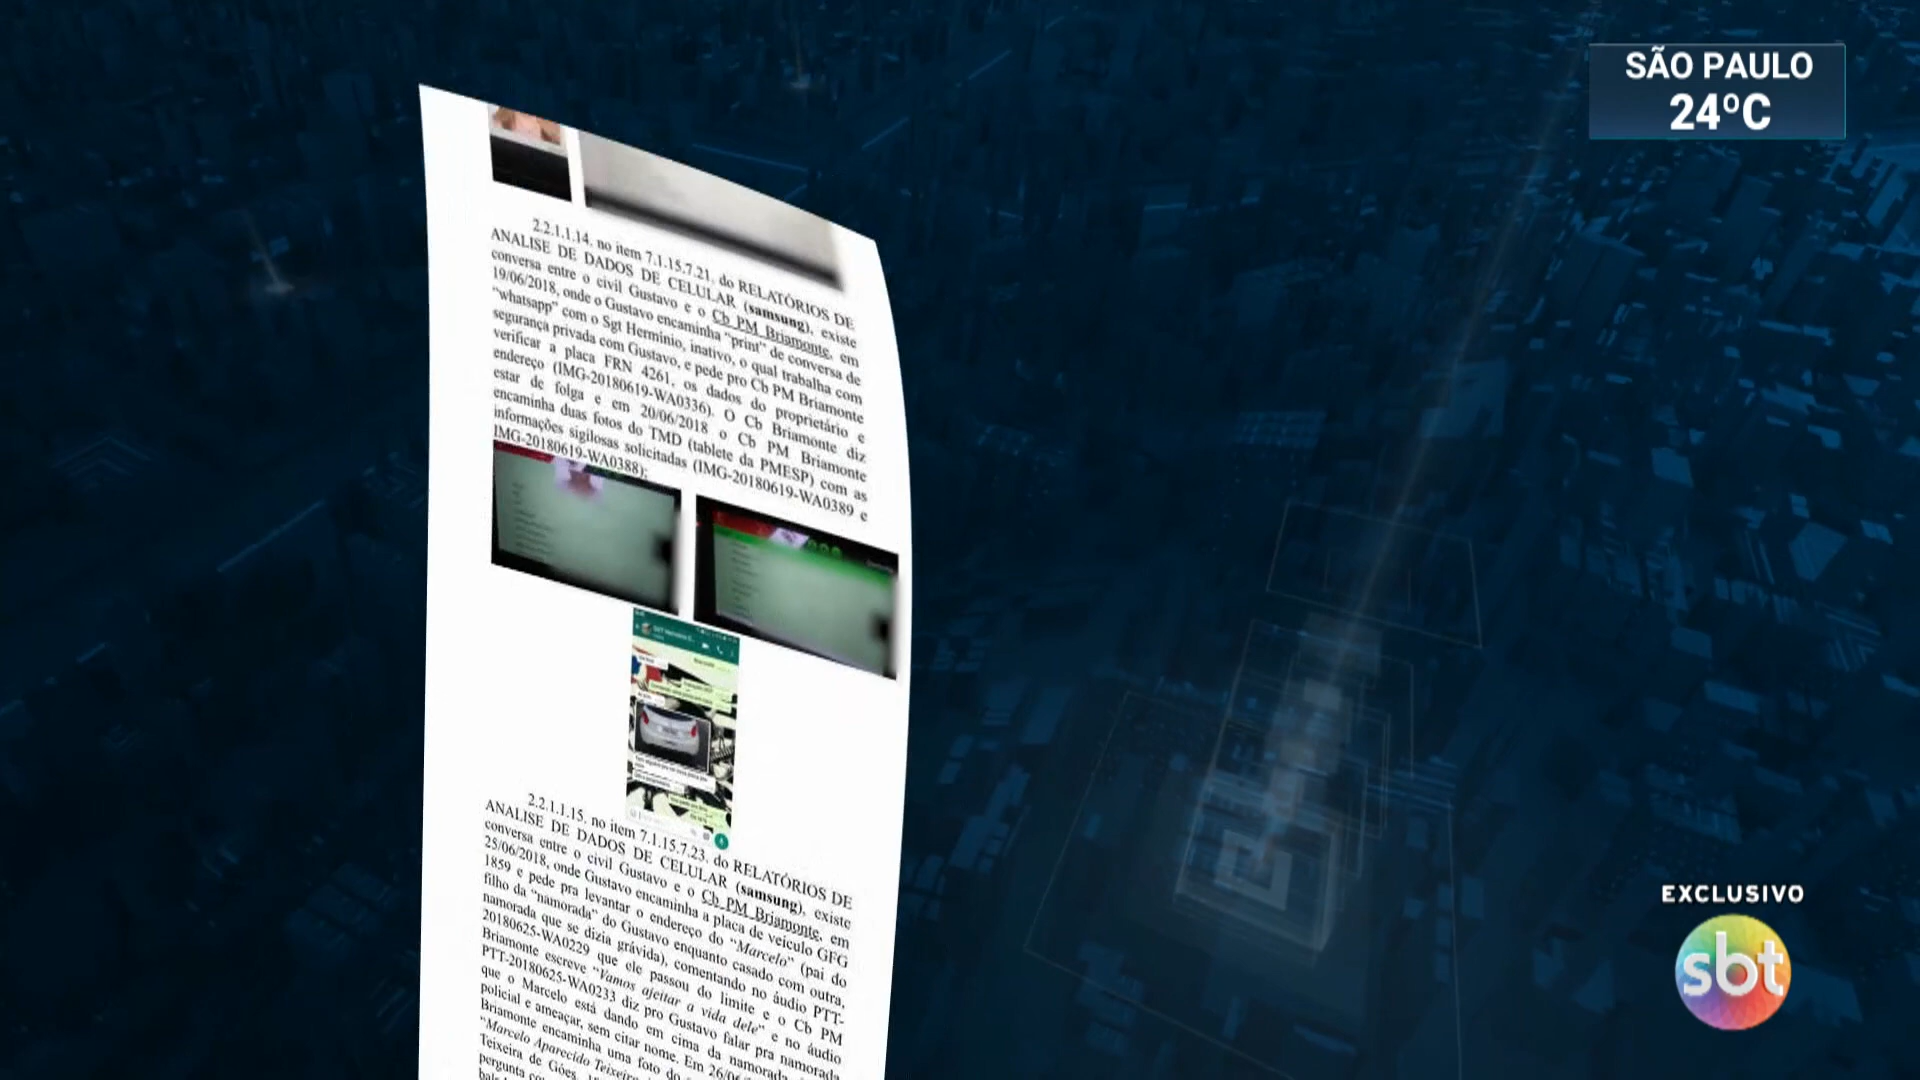 SÃO PAULO
24ºC
2.2.1.1.14. no item 7.1.15.7.21. do RELATÓRIOS DE
ANALISE DE DADOS DE CELULAR (samsung), existe
conversa entre o civil Gustavo e o Cb PM Briamonte, em
19/06/2018, onde o Gustavo encaminha "print" de conversa de
"whatsapp" com o Sgt Hermínio, inativo, o qual trabalha com
segurança privada com Gustavo, e pede pro Cb PM Briamonte
verificar a placa FRN 4261, os dados do proprietário e
endereço (IMG-20180619-WA0336). O Cb Briamonte diz
estar de folga e em 20/06/2018 o Cb PM Briamonte
encaminha duas fotos do TMD (tablete da PMESP) com as
informações sigilosas solicitadas (IMG-20180619-WA0389 e
IMG-20180619-WA0388);
2.2.1.1.15. no item 7.1.15.7.23. do RELATÓRIOS DE
ANALISE DE DADOS DE CELULAR (samsung), existe
conversa entre o civil Gustavo e o Cb PM Briamonte, em
25/06/2018, onde Gustavo encaminha a placa de veículo GFG
1859 e pede pra levantar o endereço do "Marcelo" (pai do
filho da "namorada" do Gustavo enquanto casado com outra,
namorada que se dizia grávida), comentando no áudio PTT-
20180625-WA0229 que ele passou do limite e o Cb PM
Briamonte escreve "Vamos ajeitar a vida dele" e no áudio
PTT-20180625-WA0233 diz pro Gustavo falar pra namorada
que o Marcelo está dando em cima da namorada
policial e ameaçar, sem citar nome. Em
Briamonte encaminha uma foto do
"Marcelo Aparecido Teixeira
Teixeira de Góes,
pergunta
EXCLUSIVO
sbt